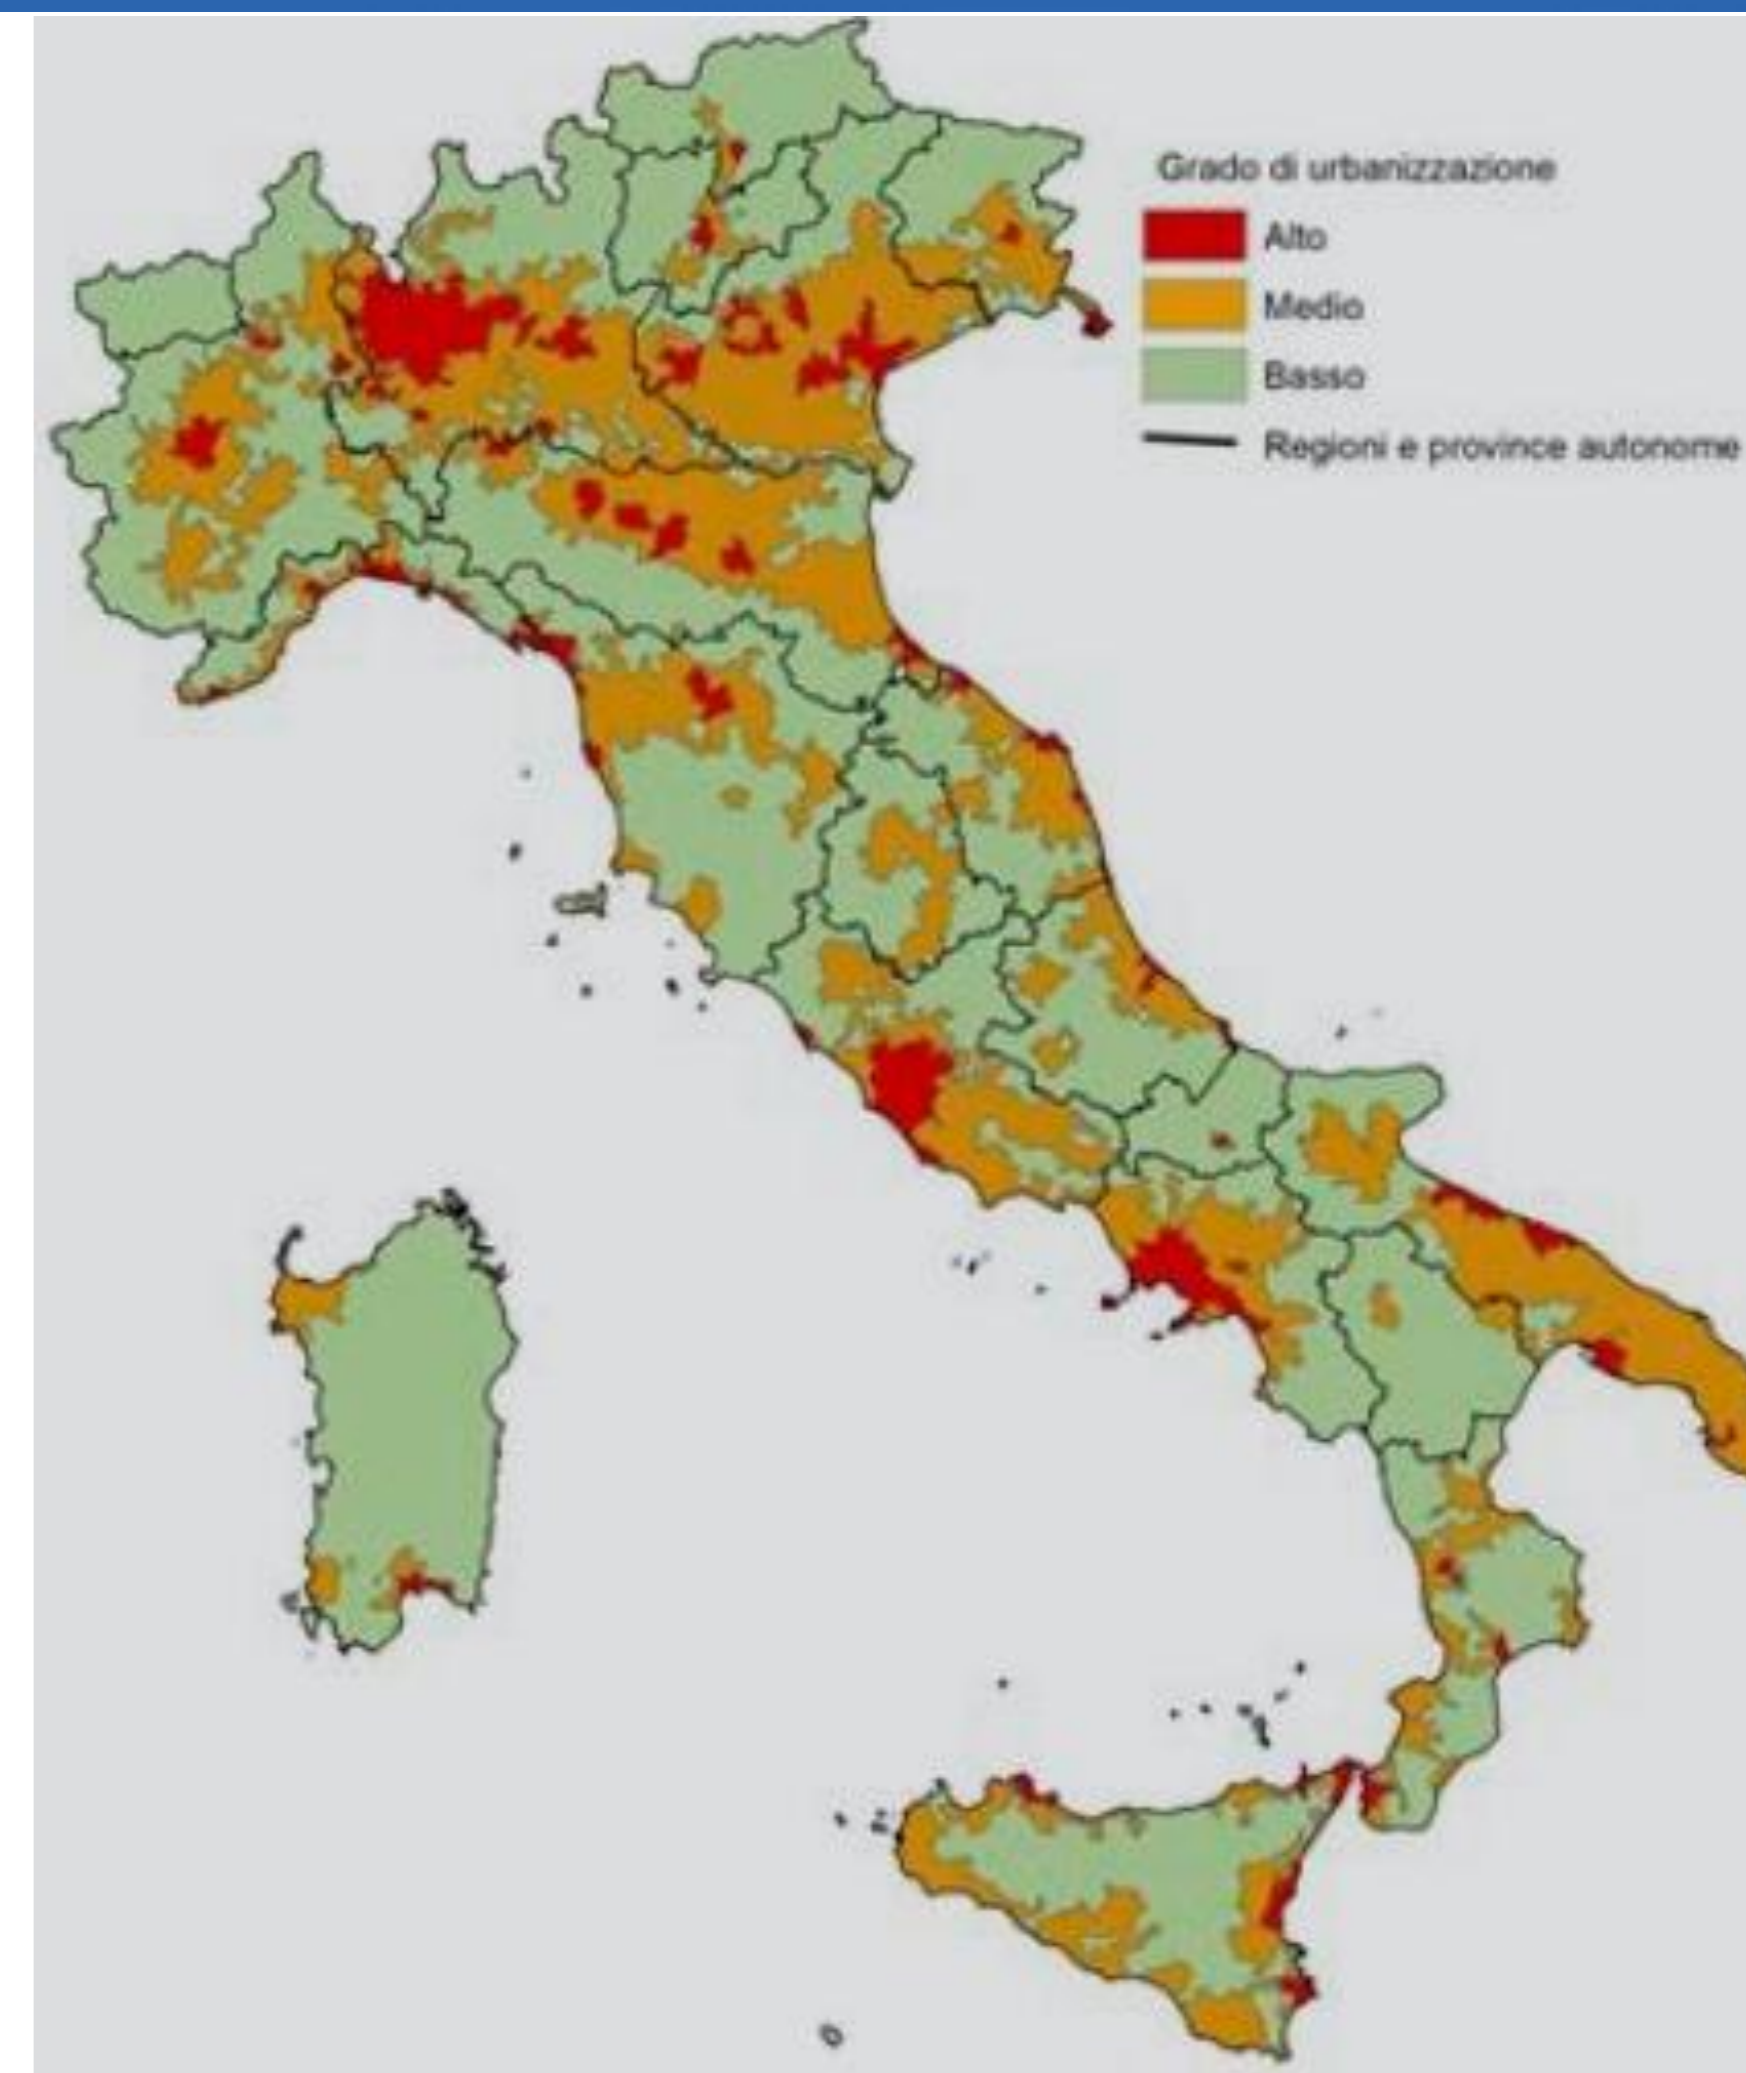 Grado di urbanizzazione
Alto
Medio
Basso
Regioni e province autonome